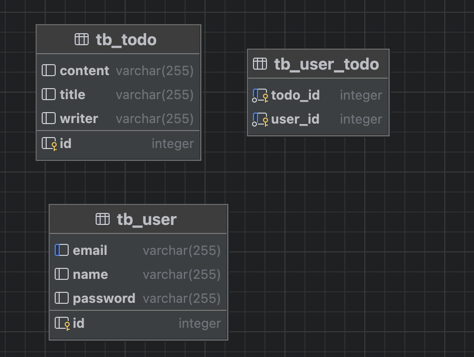 tb_todo
content varchar(255)
title varchar(255)
writer varchar(255)
id integer
tb_user_todo
todo_id integer
user_id integer
tb_user
email varchar(255)
name varchar(255)
password varchar(255)
id integer